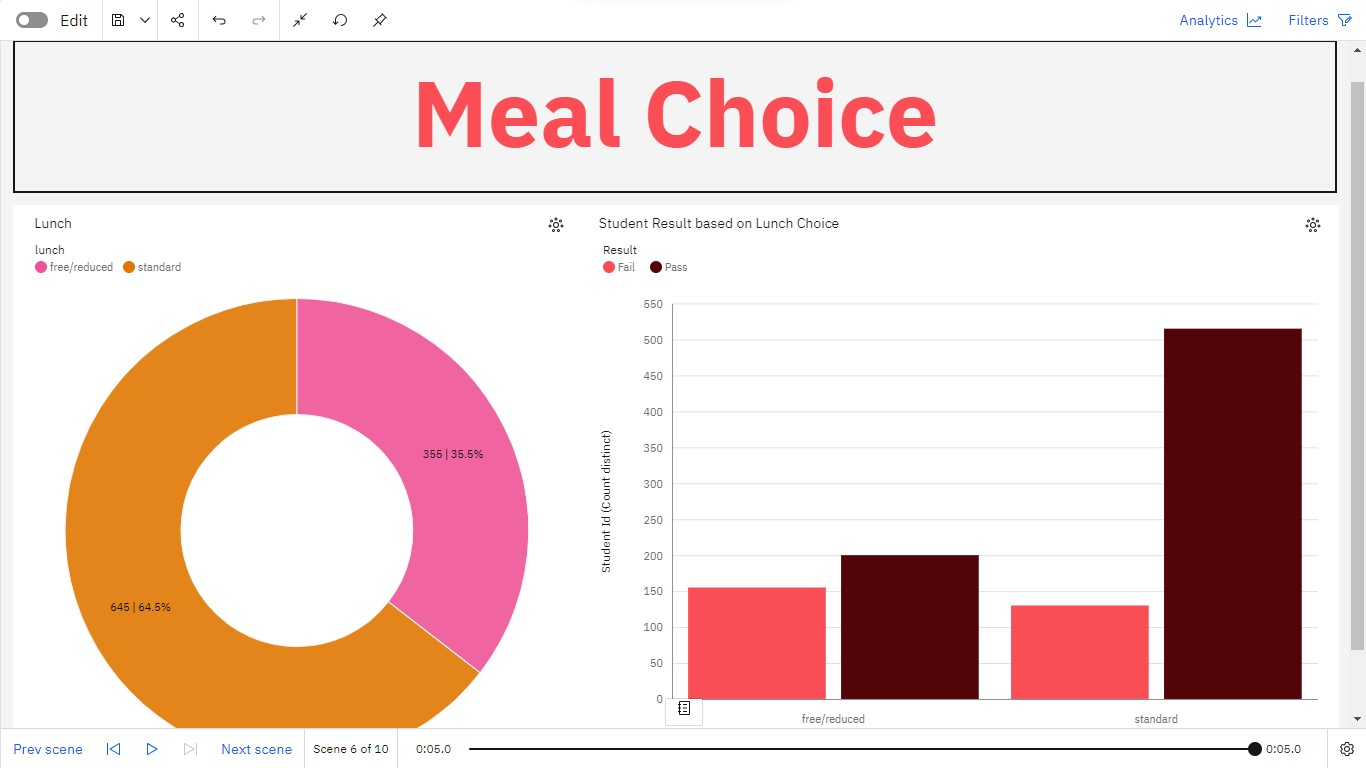 Edit
Analytics
Filters
Meal Choice
Lunch
lunch
free/reduced standard
355 | 35.5%
645 | 64.5%
Student Result based on Lunch Choice
Result
Fail Pass
Student Id (Count distinct)
550
500
450
400
350
300
250
200
150
100
50
0
free/reduced standard
Prev scene Next scene Scene 6 of 10 0:05.0 0:05.0